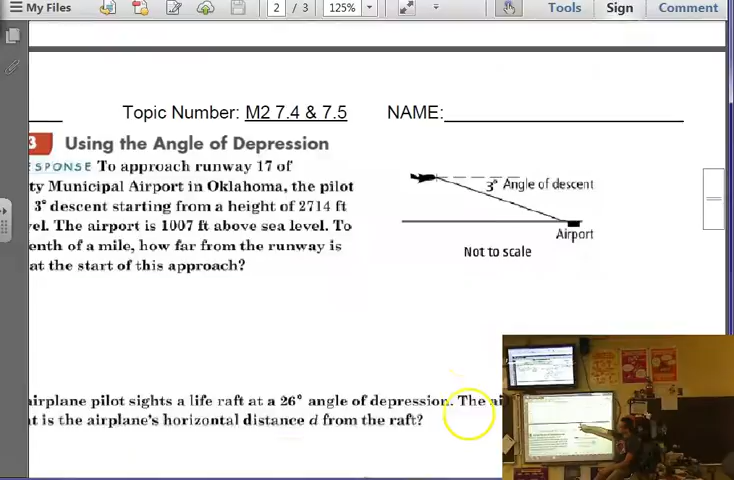 My Files
2 / 3
125%
Tools
Sign
Comment
Topic Number: M2 7.4 & 7.5 NAME:
3 Using the Angle of Depression
SPONSE To approach runway 17 of
ty Municipal Airport in Oklahoma, the pilot
3° descent starting from a height of 2714 ft
vel. The airport is 1007 ft above sea level. To
enth of a mile, how far from the runway is
at the start of this approach?
3° Angle of descent
Airport
Not to scale
airplane pilot sights a life raft at a 26° angle of depression. The ai
t is the airplane's horizontal distance d from the raft?